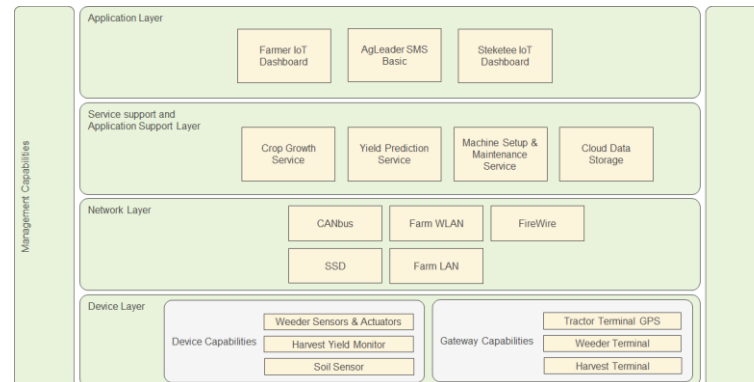 Management Capabilities
Application Layer
Farmer IoT
Dashboard
AgLeader SMS
Basic
Steketee IoT
Dashboard
Service support and
Application Support Layer
Crop Growth
Service
Yield Prediction
Service
Machine Setup &
Maintenance
Service
Cloud Data
Storage
Network Layer
CANbus
Farm WLAN
FireWire
SSD
Farm LAN
Device Layer
Device Capabilities
Weeder Sensors & Actuators
Harvest Yield Monitor
Soil Sensor
Gateway Capabilities
Tractor Terminal GPS
Weeder Terminal
Harvest Terminal